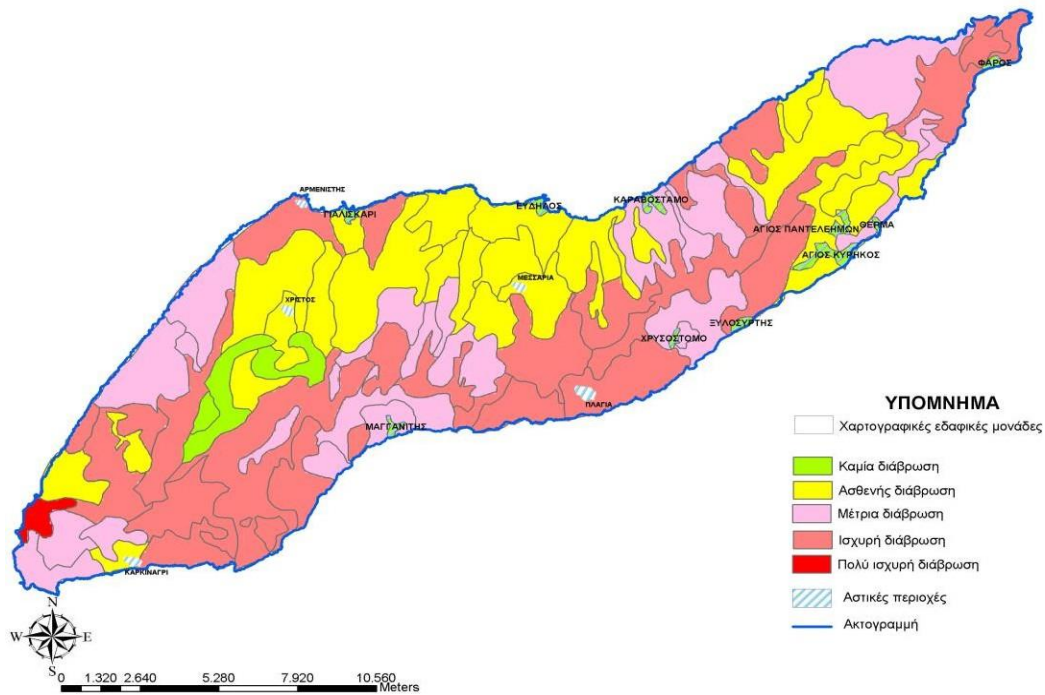 ΦΑΡΟΣ
ΑΡΜΕΝΙΣΤΗΣ
ΓΙΑΛΙΣΚΑΡΙ
ΕΥΔΗΛΟΣ
ΚΑΡΑΒΟΣΤΑΜΟ
ΑΓΙΟΣ ΠΑΝΤΕΛΕΗΜΩΝ
ΘΕΡΜΑ
ΑΓΙΟΣ ΚΥΡΗΚΟΣ
ΜΕΣΣΑΡΙΑ
ΧΡΙΣΤΟΣ
ΞΥΛΟΣΥΡΤΗΣ
ΧΡΥΣΟΣΤΟΜΟ
ΠΛΑΓΙΑ
ΜΑΓΓΑΝΙΤΗΣ
ΚΑΡΚΙΝΑΓΡΙ
ΥΠΟΜΝΗΜΑ
Χαρτογραφικές εδαφικές μονάδες
Καμία διάβρωση
Ασθενής διάβρωση
Μέτρια διάβρωση
Ισχυρή διάβρωση
Πολύ ισχυρή διάβρωση
Αστικές περιοχές
Ακτογραμμή
N
W E
S
0 1.320 2.640 5.280 7.920 10.560
Meters